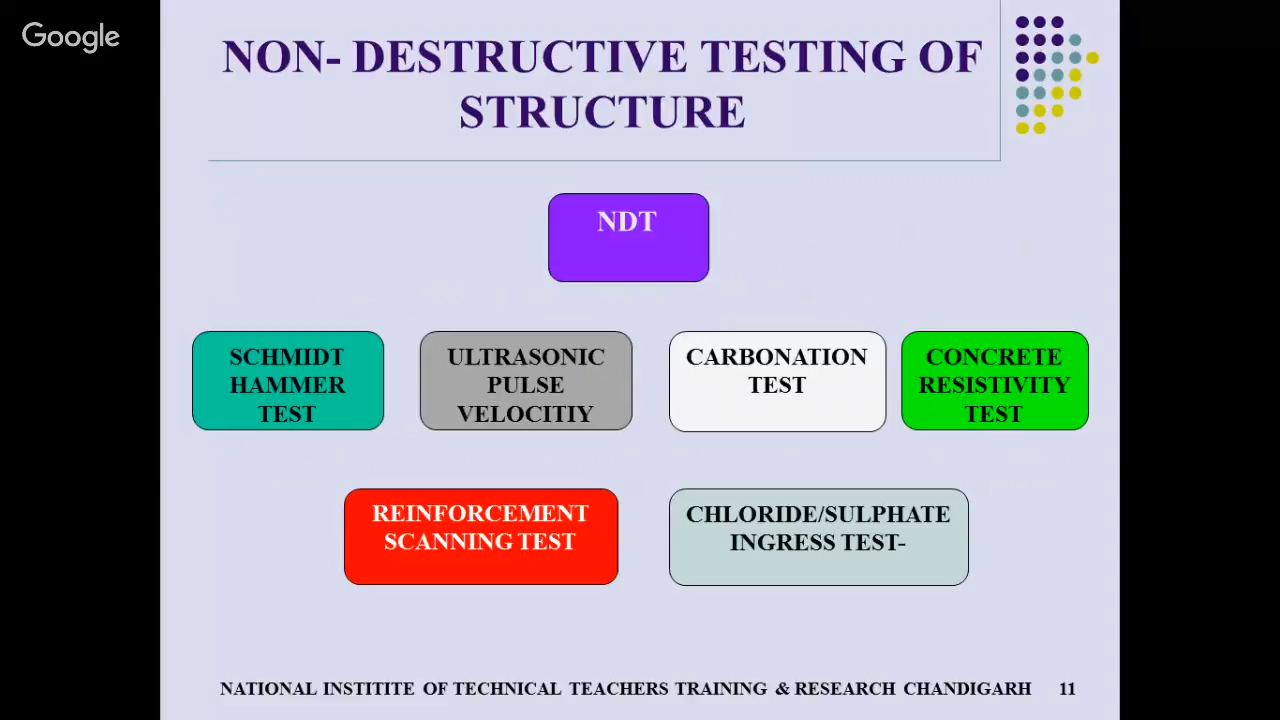 Google
NON- DESTRUCTIVE TESTING OF
STRUCTURE
NDT
SCHMIDT
HAMMER
TEST
ULTRASONIC
PULSE
VELOCITIY
CARBONATION
TEST
CONCRETE
RESISTIVITY
TEST
REINFORCEMENT
SCANNING TEST
CHLORIDE/SULPHATE
INGRESS TEST-
NATIONAL INSTITITE OF TECHNICAL TEACHERS TRAINING & RESEARCH CHANDIGARH 11